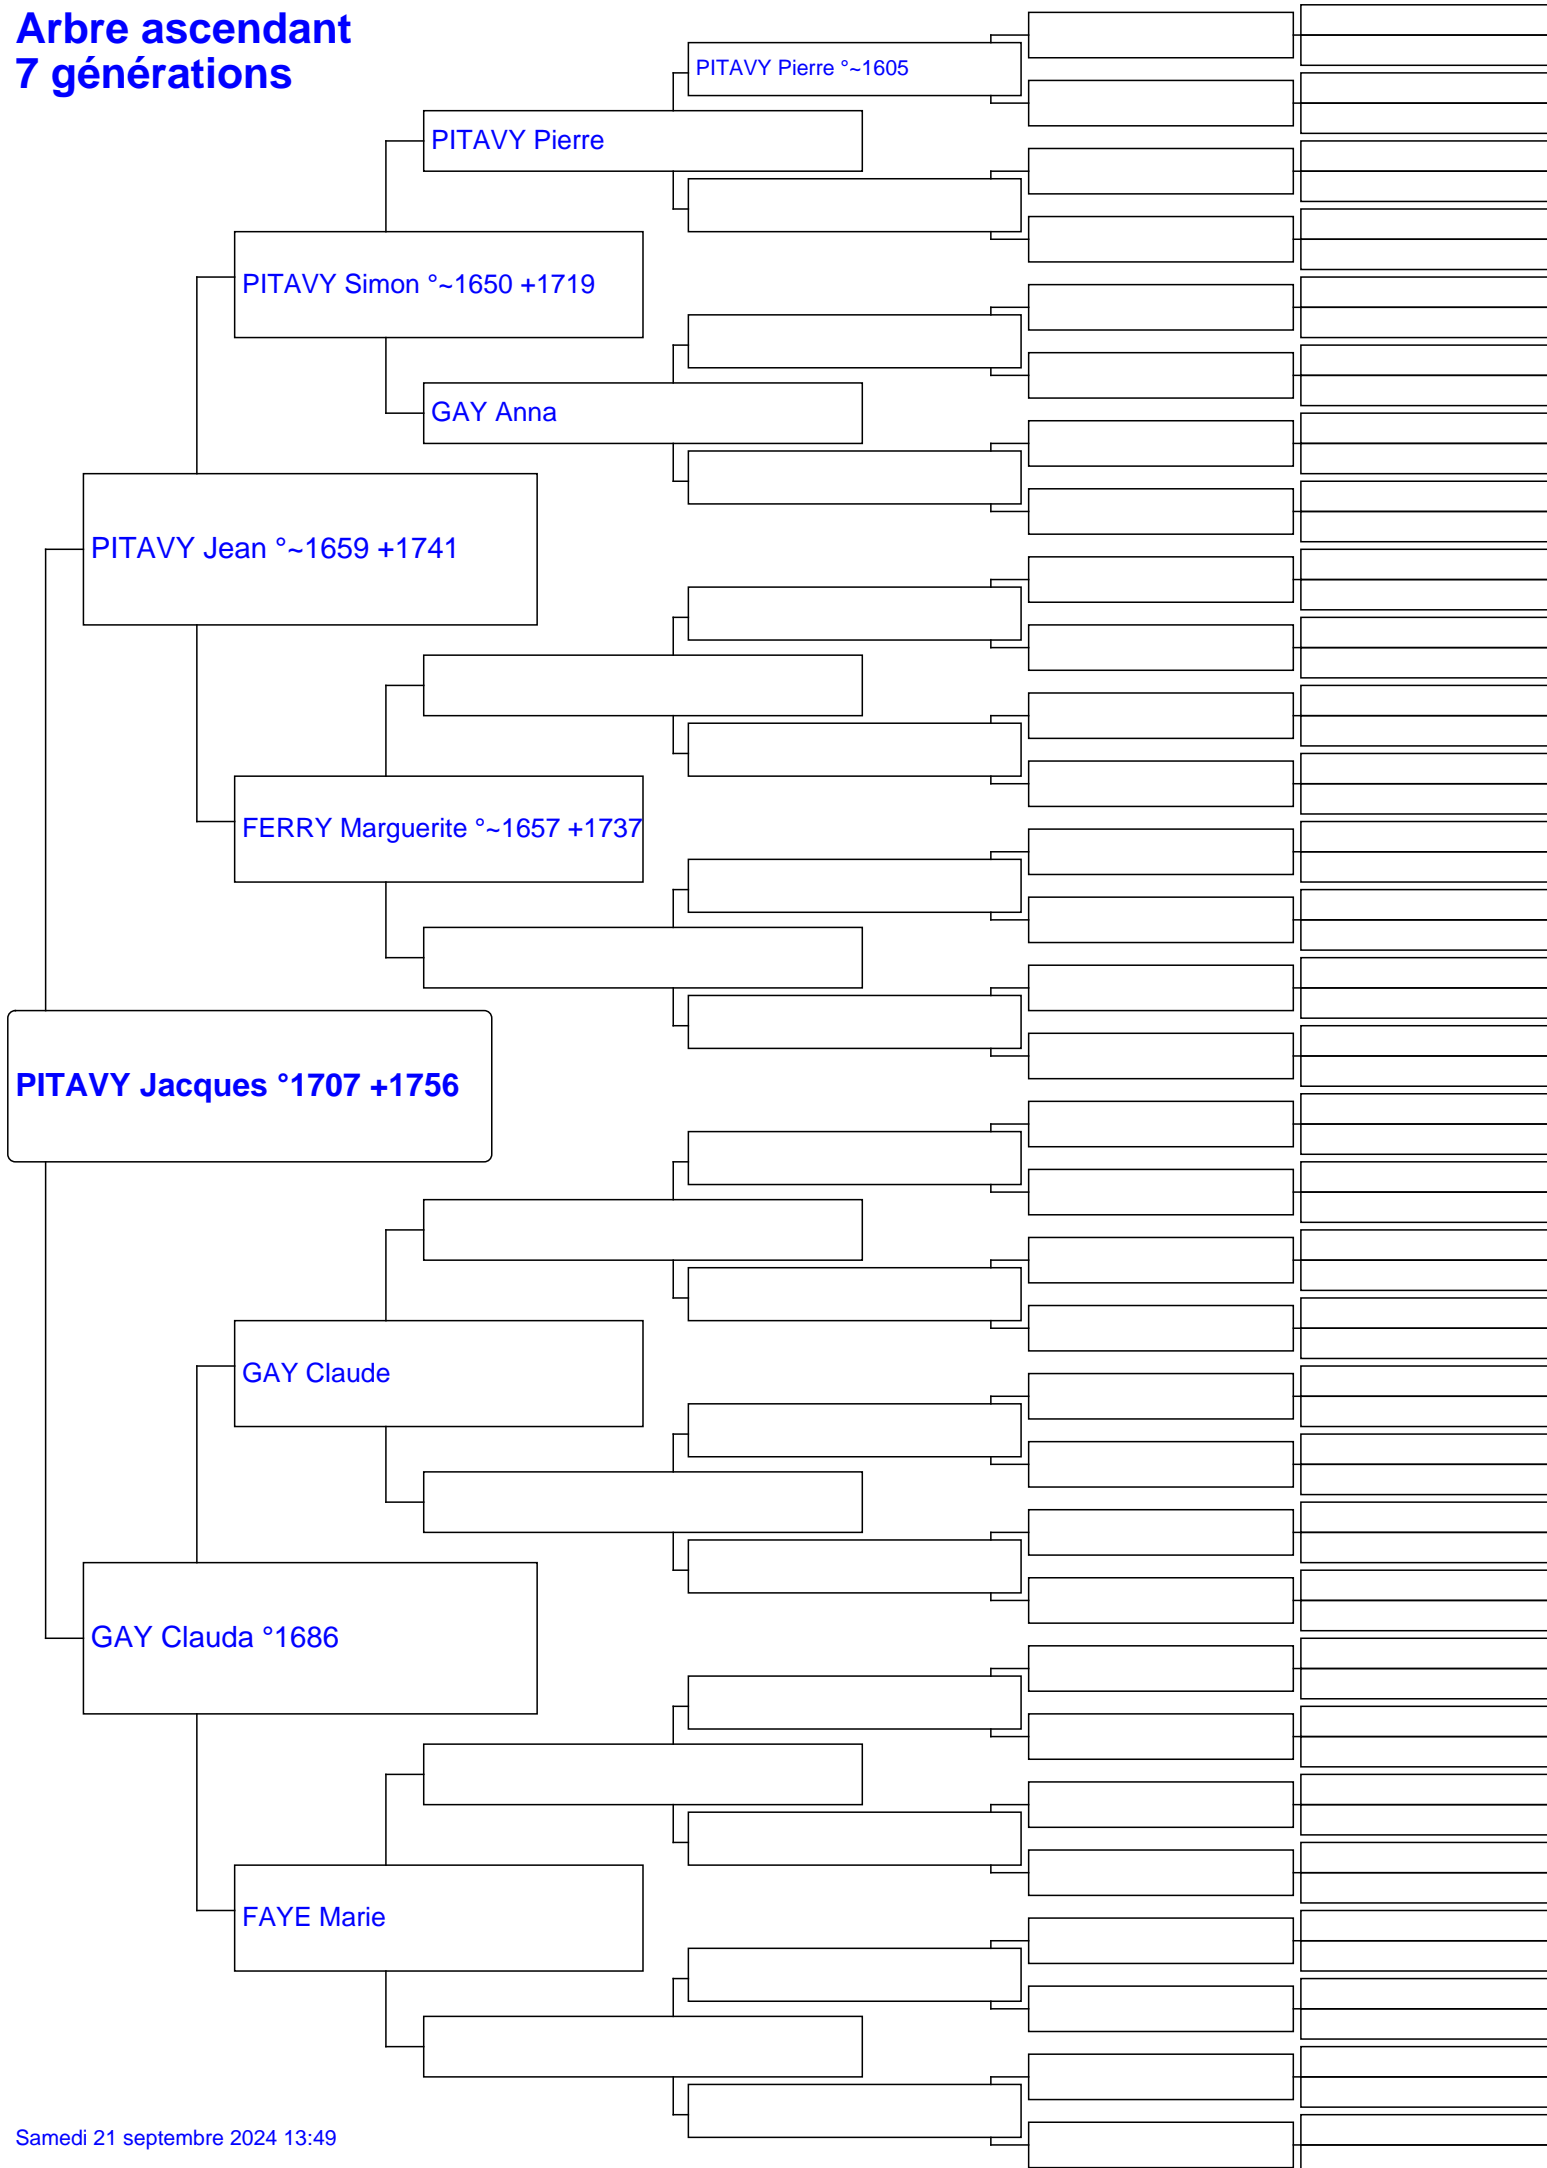 Arbre ascendant
7 générations
PITAVY Pierre °~1605
PITAVY Pierre
PITAVY Simon °~1650 +1719
GAY Anna
PITAVY Jean °~1659 +1741
FERRY Marguerite °~1657 +1737
PITAVY Jacques °1707 +1756
GAY Claude
GAY Clauda °1686
FAYE Marie
Samedi 21 septembre 2024 13:49